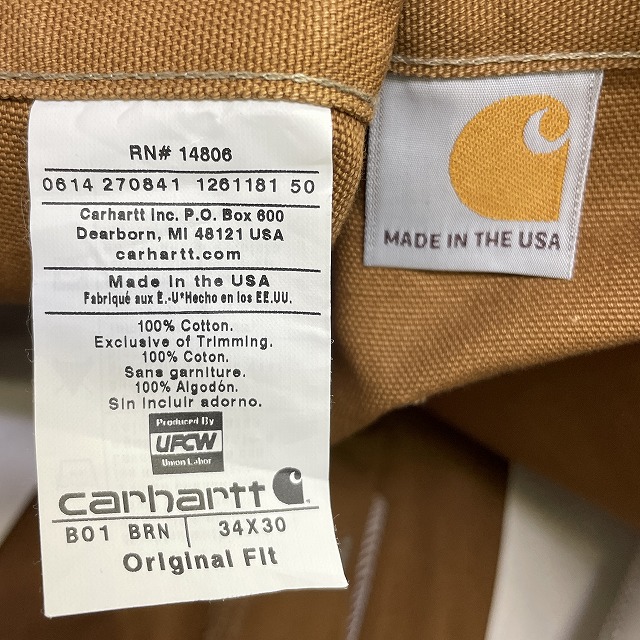 RN# 14806
0614 270841 1261181 50
Carhartt Inc. P.O. Box 600
Dearborn, MI 48121 USA
carhartt.com
Made in the USA
Fabriqué aux É.-U*Hecho en los EE.UU.
100% Cotton.
Exclusive of Trimming.
100% Coton.
Sans garniture.
100% Algodón.
Sin incluir adorno.
Produced By
UFCW
Union Labor
carhartt
B01 BRN | 34X30
Original Fit
MADE IN THE USA